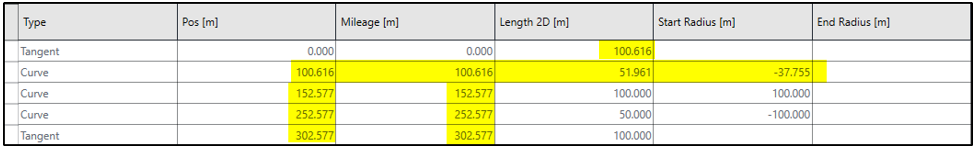 Type Pos [m] Mileage [m] Length 2D [m] Start Radius [m] End Radius [m]
Tangent 0.000 0.000 100.616
Curve 100.616 100.616 51.961 -37.755
Curve 152.577 152.577 100.000 100.000
Curve 252.577 252.577 50.000 -100.000
Tangent 302.577 302.577 100.000